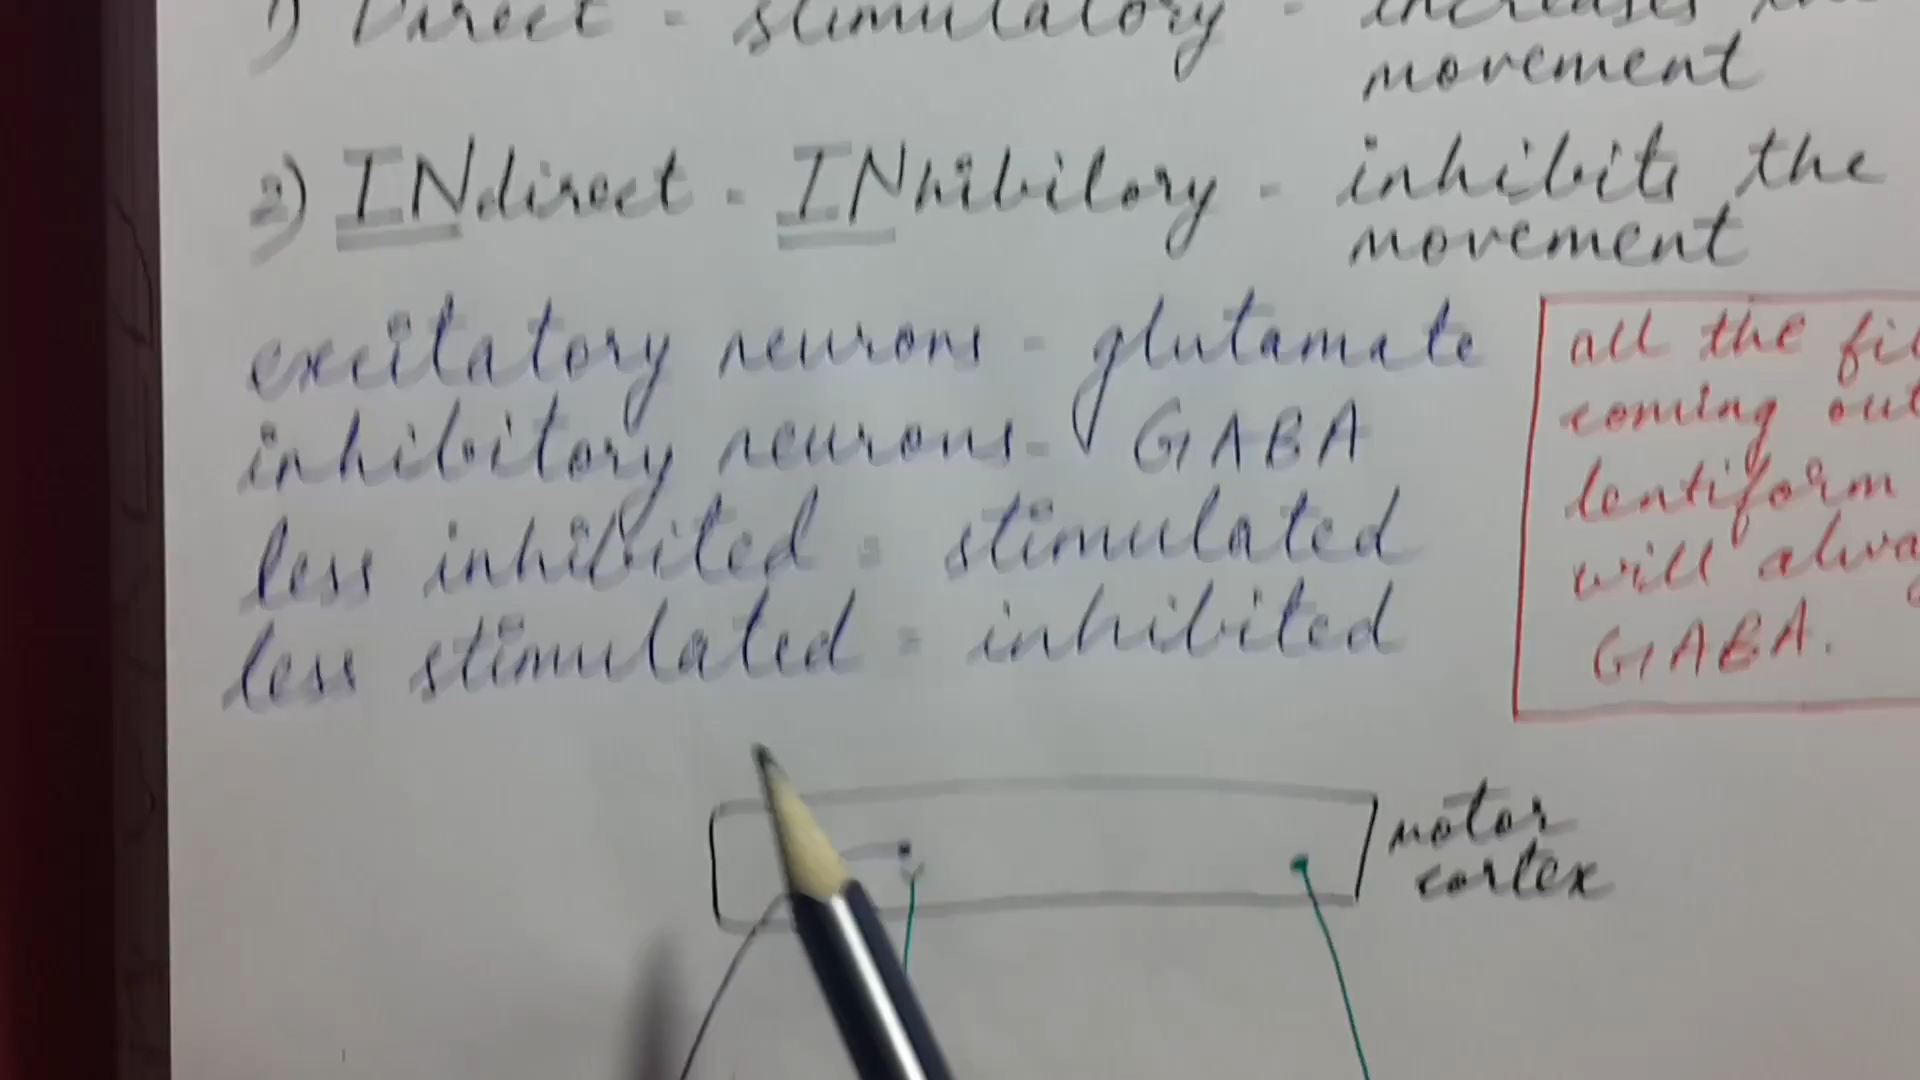 1) Direct - stimulatory - increases the
movement
2) INdirect - INhibitory - inhibits the
movement
excitatory neurons - glutamate
inhibitory neurons - GABA
less inhibited = stimulated
less stimulated = inhibited
all the
coming out
lentiform
will
GABA.
motor
cortex